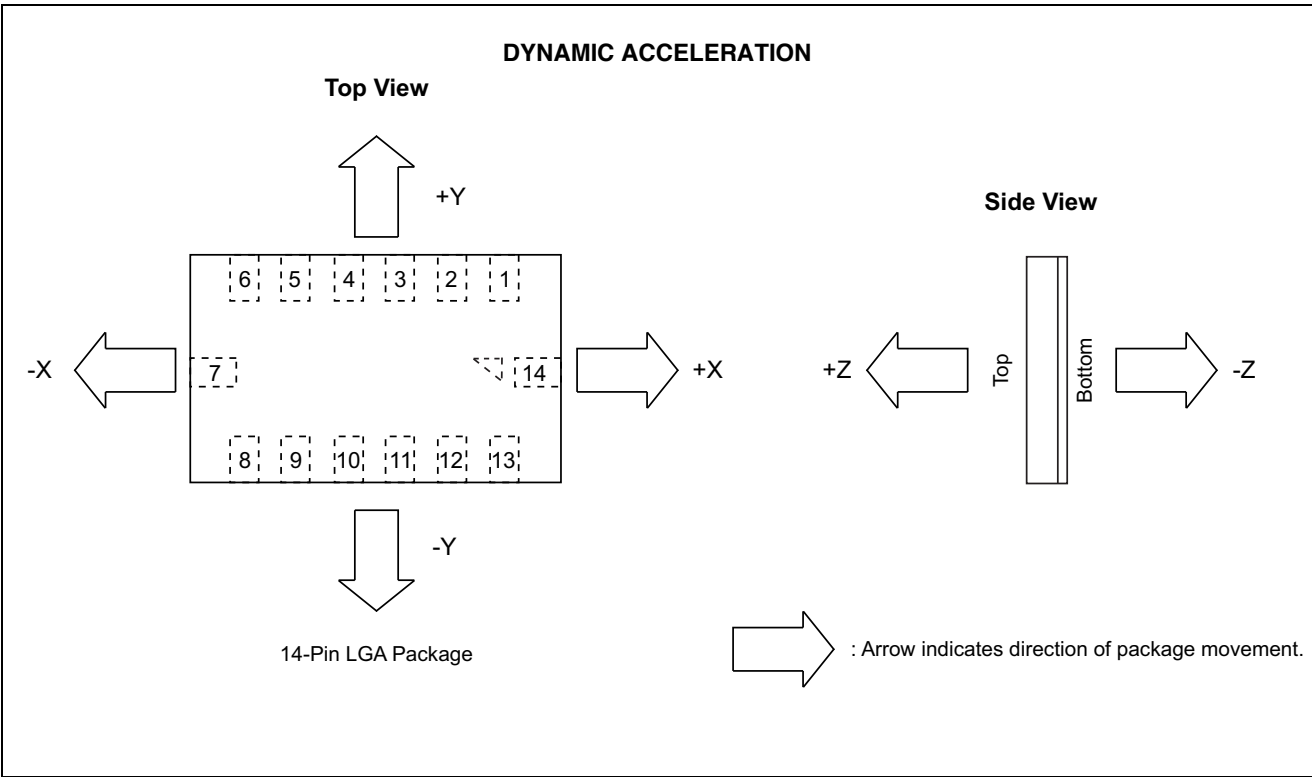 DYNAMIC ACCELERATION
Top View
+Y
Side View
6 5 4 3 2 1
-X
7
14
+X
+Z
Top
Bottom
-Z
8 9 10 11 12 13
-Y
14-Pin LGA Package
: Arrow indicates direction of package movement.